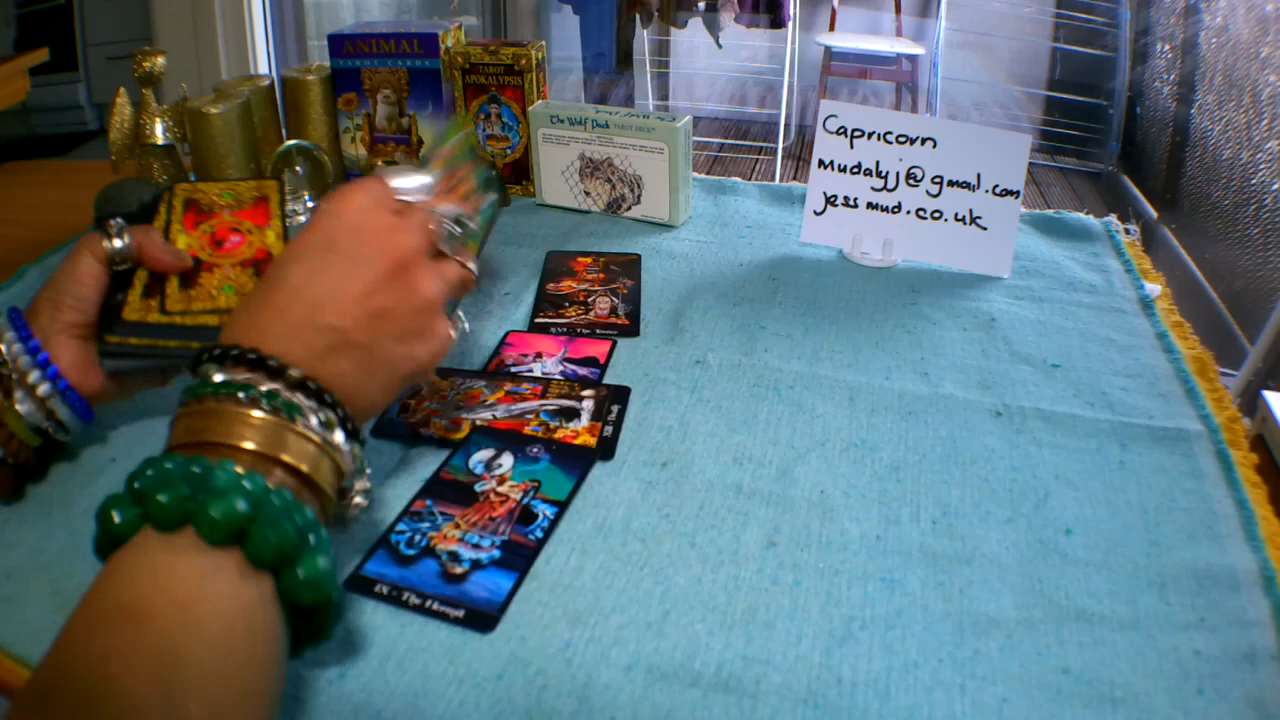 ANIMAL
TAROT CARDS
TAROT
APOKALYPSIS
The Wolf Pack TAROT DECK
Capricorn
mudalyj@gmail.com
jessmud.co.uk
XVI • The Tower
XIII • Death
IX • The Hermit